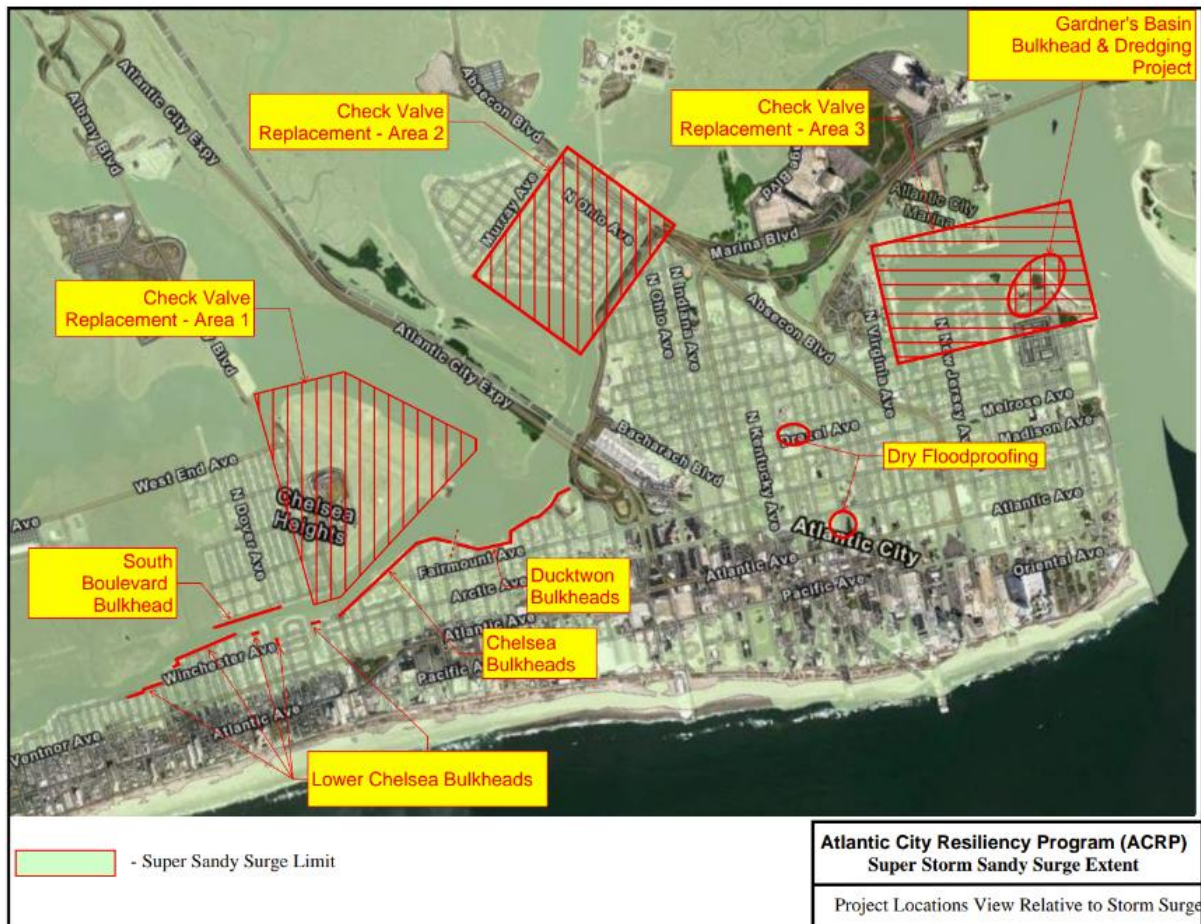 Gardner's Basin
Bulkhead & Dredging
Project
Atlantic City Expy
Absecon Blvd
Albany Blvd
Check Valve
Replacement - Area 2
Check Valve
Replacement - Area 3
Murray Ave
N Ohio Ave
Blvd
Atlantic City
Marina
Marina Blvd
Check Valve
Replacement - Area 1
Blvd
Atlantic City Expy
N Ohio Ave
N Indiana Ave
Absecon Blvd
N Virginia Ave
N New Jersey Av
Melrose Ave
Madison Ave
Drexel Ave
Bacharach Blvd
N Kentucky Ave
Dry Floodproofing
West End Ave
Ave
N Dover Ave
Chelsea
Heights
Atlantic Ave
Atlantic City
Oriental Ave
South
Boulevard
Bulkhead
Fairmount Ave
Arctic Ave
Ducktwon
Bulkheads
Atlantic Ave
Pacific Ave
Atlantic Ave
Chelsea
Bulkheads
Pacific A
Winchester Ave
Atlantic Ave
Ventnor Ave
Lower Chelsea Bulkheads
- Super Sandy Surge Limit
Atlantic City Resiliency Program (ACRP)
Super Storm Sandy Surge Extent
Project Locations View Relative to Storm Surge